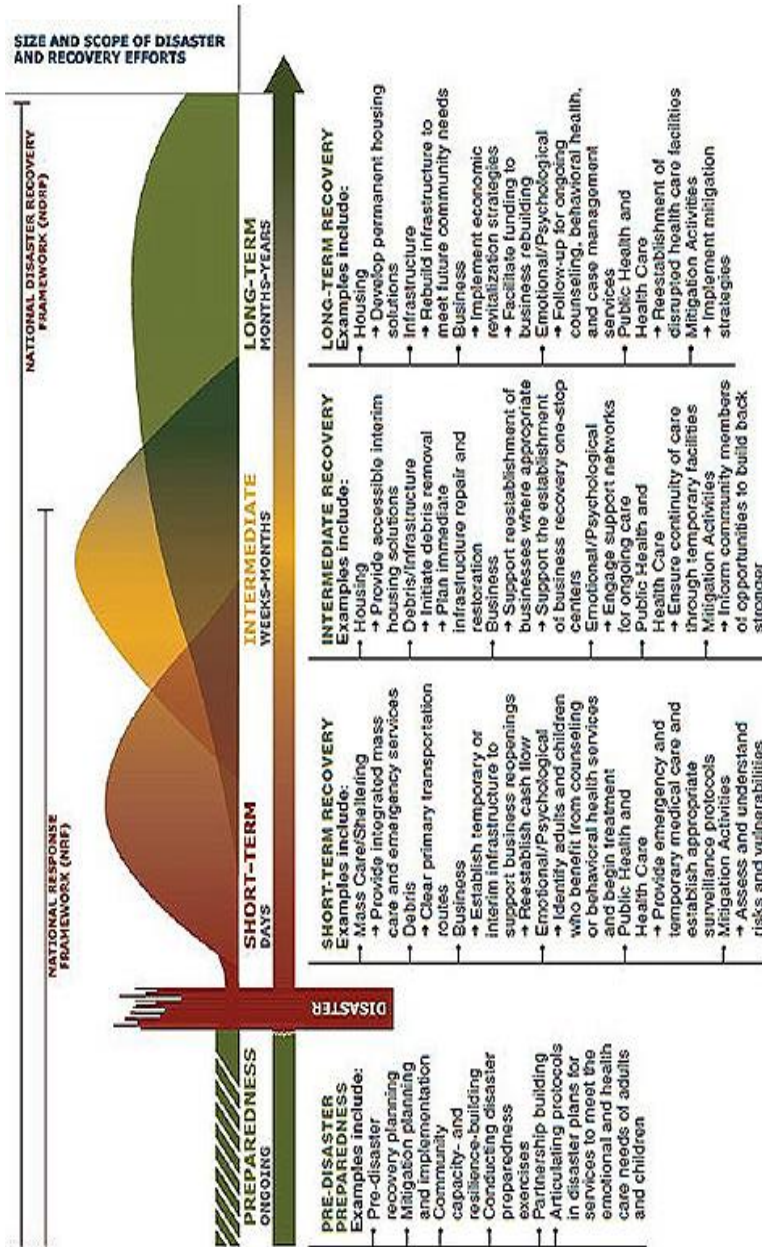 SIZE AND SCOPE OF DISASTER
AND RECOVERY EFFORTS
NATIONAL DISASTER RECOVERY
FRAMEWORK (NDRF)
NATIONAL RESPONSE
FRAMEWORK (NRF)
PREPAREDNESS
ONGOING
DISASTER
SHORT-TERM
DAYS
INTERMEDIATE
WEEKS-MONTHS
LONG-TERM
MONTHS-YEARS
PRE-DISASTER
PREPAREDNESS
Examples include:
Pre-disaster
recovery planning
Mitigation planning
and implementation
Community
capacity- and
resilience-building
Conducting disaster
preparedness
exercises
Partnership building
Articulating protocols
in disaster plans for
services to meet the
emotional and health
care needs of adults
and children
SHORT-TERM RECOVERY
Examples include:
Mass Care/Sheltering
→ Provide integrated mass
care and emergency services
Debris
→ Clear primary transportation
routes
Business
→ Establish temporary or
interim infrastructure to
support business reopenings
→ Reestablish cash flow
Emotional/Psychological
→ Identify adults and children
who benefit from counseling
or behavioral health services
and begin treatment
Public Health and
Health Care
→ Provide emergency and
temporary medical care and
establish appropriate
surveillance protocols
Mitigation Activities
→ Assess and understand
risks and vulnerabilities
INTERMEDIATE RECOVERY
Examples include:
Housing
→ Provide accessible interim
housing solutions
Debris/Infrastructure
→ Initiate debris removal
→ Plan immediate
infrastructure repair and
restoration
Business
→ Support reestablishment of
businesses where appropriate
→ Support the establishment
of business recovery one-stop
centers
Emotional/Psychological
→ Engage support networks
for ongoing care
Public Health and
Health Care
→ Ensure continuity of care
through temporary facilities
Mitigation Activities
→ Inform community members
of opportunities to build back
stronger
LONG-TERM RECOVERY
Examples include:
Housing
→ Develop permanent housing
solutions
Infrastructure
→ Rebuild infrastructure to
meet future community needs
Business
→ Implement economic
revitalization strategies
→ Facilitate funding to
business rebuilding
Emotional/Psychological
→ Follow-up for ongoing
counseling, behavioral health,
and case management
services
Public Health and
Health Care
→ Reestablishment of
disrupted health care facilities
Mitigation Activities
→ Implement mitigation
strategies